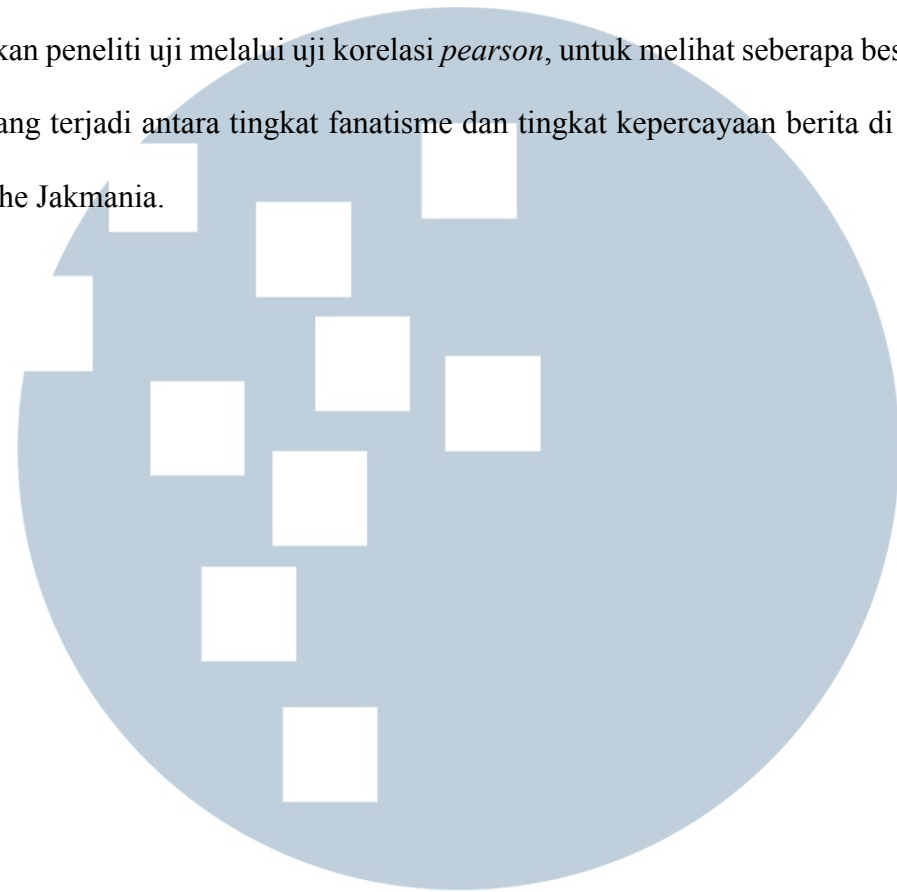 kan peneliti uji melalui uji korelasi pearson, untuk melihat seberapa bes
ang terjadi antara tingkat fanatisme dan tingkat kepercayaan berita di
he Jakmania.